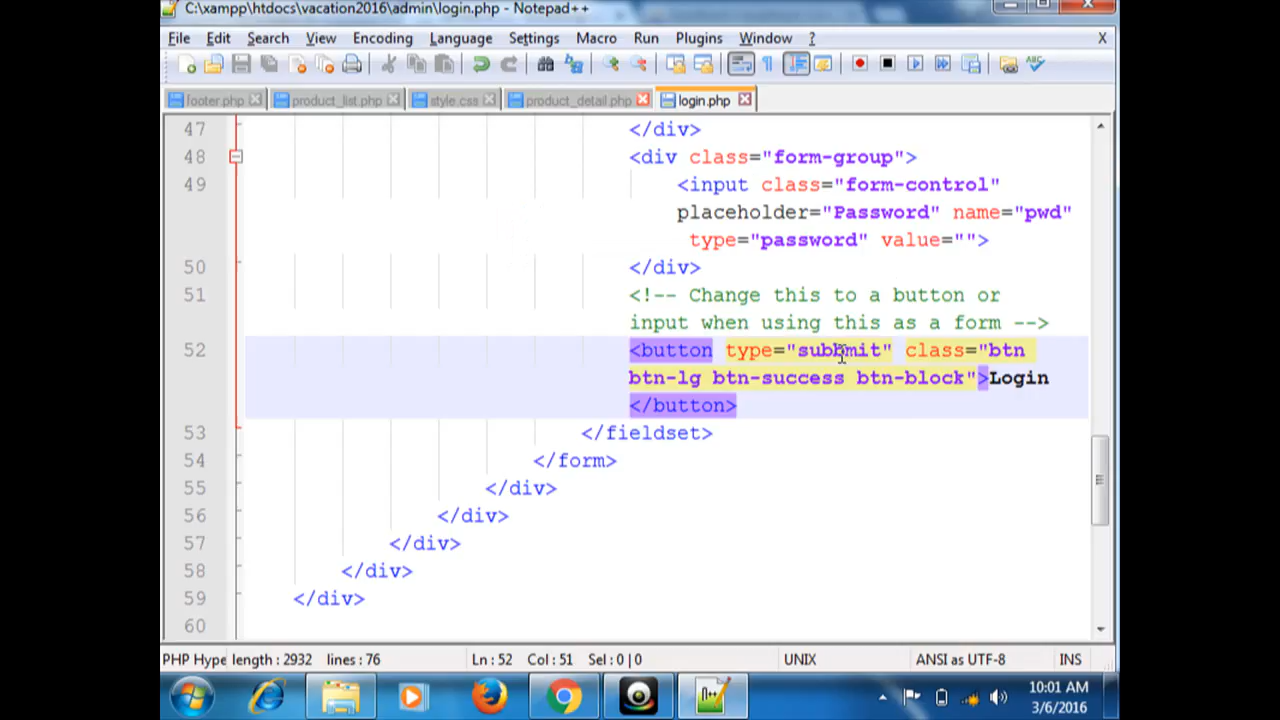 C:\xampp\htdocs\vacation2016\admin\login.php - Notepad++
File Edit Search View Encoding Language Settings Macro Run Plugins Window ? X
footer.php product_list.php style.css product_detail.php login.php
47 </div>
48 <div class="form-group">
49 <input class="form-control"
placeholder="Password" name="pwd"
type="password" value="">
50 </div>
51 <!-- Change this to a button or
input when using this as a form -->
52 <button type="subbmit" class="btn
btn-lg btn-success btn-block">Login
</button>
53 </fieldset>
54 </form>
55 </div>
56 </div>
57 </div>
58 </div>
59 </div>
60
PHP Hype length : 2932 lines : 76 Ln : 52 Col : 51 Sel : 0 | 0 UNIX ANSI as UTF-8 INS
10:01 AM
3/6/2016